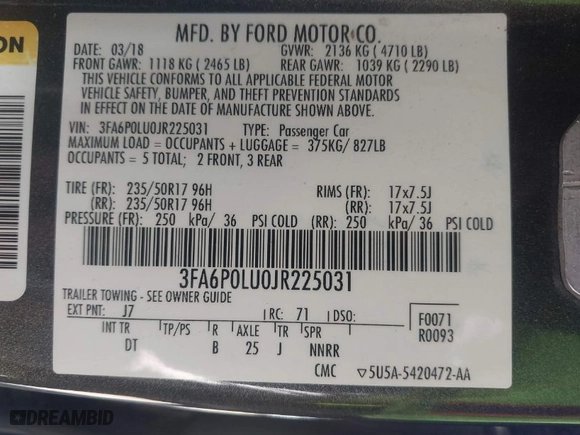 ON
MFD. BY FORD MOTOR CO.
DATE: 03/18 GVWR: 2136 KG ( 4710 LB)
FRONT GAWR: 1118 KG ( 2465 LB) REAR GAWR: 1039 KG ( 2290 LB)
THIS VEHICLE CONFORMS TO ALL APPLICABLE FEDERAL MOTOR
VEHICLE SAFETY, BUMPER, AND THEFT PREVENTION STANDARDS
IN EFFECT ON THE DATE OF MANUFACTURE SHOWN ABOVE.
VIN: 3FA6P0LU0JR225031 TYPE: Passenger Car
MAXIMUM LOAD = OCCUPANTS + LUGGAGE = 375KG/ 827LB
OCCUPANTS = 5 TOTAL; 2 FRONT, 3 REAR
TIRE (FR): 235/50R17 96H RIMS (FR): 17x7.5J
(RR): 235/50R17 96H (RR): 17x7.5J
PRESSURE (FR): 250 kPa/ 36 PSI COLD (RR): 250 kPa/ 36 PSI COLD
3FA6P0LU0JR225031
TRAILER TOWING - SEE OWNER GUIDE
EXT PNT: J7 RC: 71 DSO: F0071
INT TR TP/PS R AXLE TR SPR R0093
DT B 25 J NNRR
CMC ▽5U5A-5420472-AA
DREAMBID